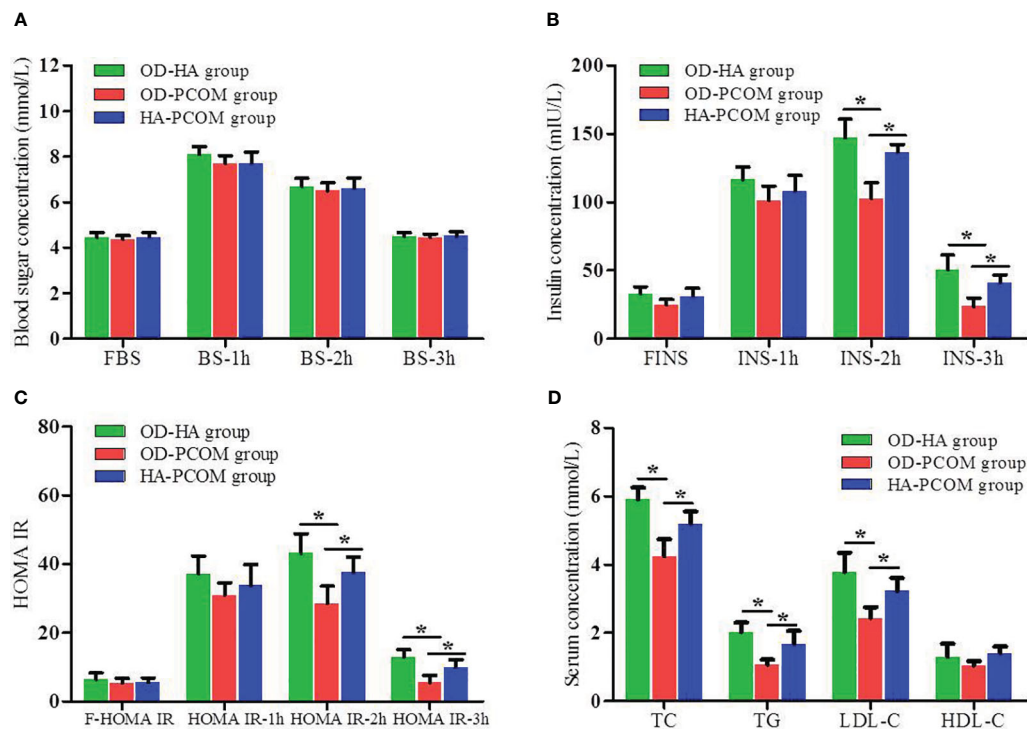 A
Blood sugar concentration (mmol/L)
12
10
8
6
4
2
0
OD-HA group
OD-PCOM group
HA-PCOM group
FBS BS-1h BS-2h BS-3h
B
Insulin concentration (mIU/L)
200
150
100
50
0
OD-HA group
OD-PCOM group
HA-PCOM group
* *
* *
FINS INS-1h INS-2h INS-3h
C
HOMA IR
80
60
40
20
0
OD-HA group
OD-PCOM group
HA-PCOM group
* *
* *
F-HOMA IR HOMA IR-1h HOMA IR-2h HOMA IR-3h
D
Serum concentration (mmol/L)
8
6
4
2
0
OD-HA group
OD-PCOM group
HA-PCOM group
* *
* *
* *
TC TG LDL-C HDL-C